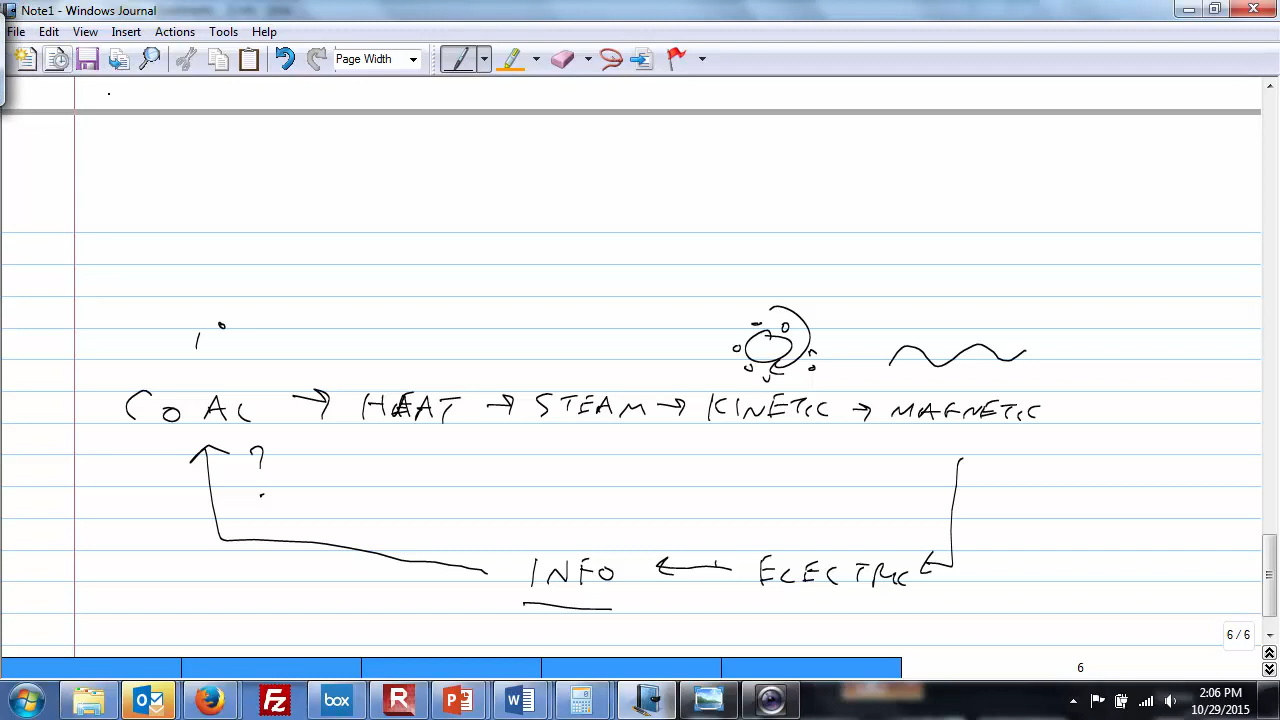 Note1 - Windows Journal
File Edit View Insert Actions Tools Help
Page Width
COAL → HEAT → STEAM → KINETIC → MAGNETIC
?
INFO ← ELECTRIC
6 / 6
6
box
2:06 PM
10/29/2015